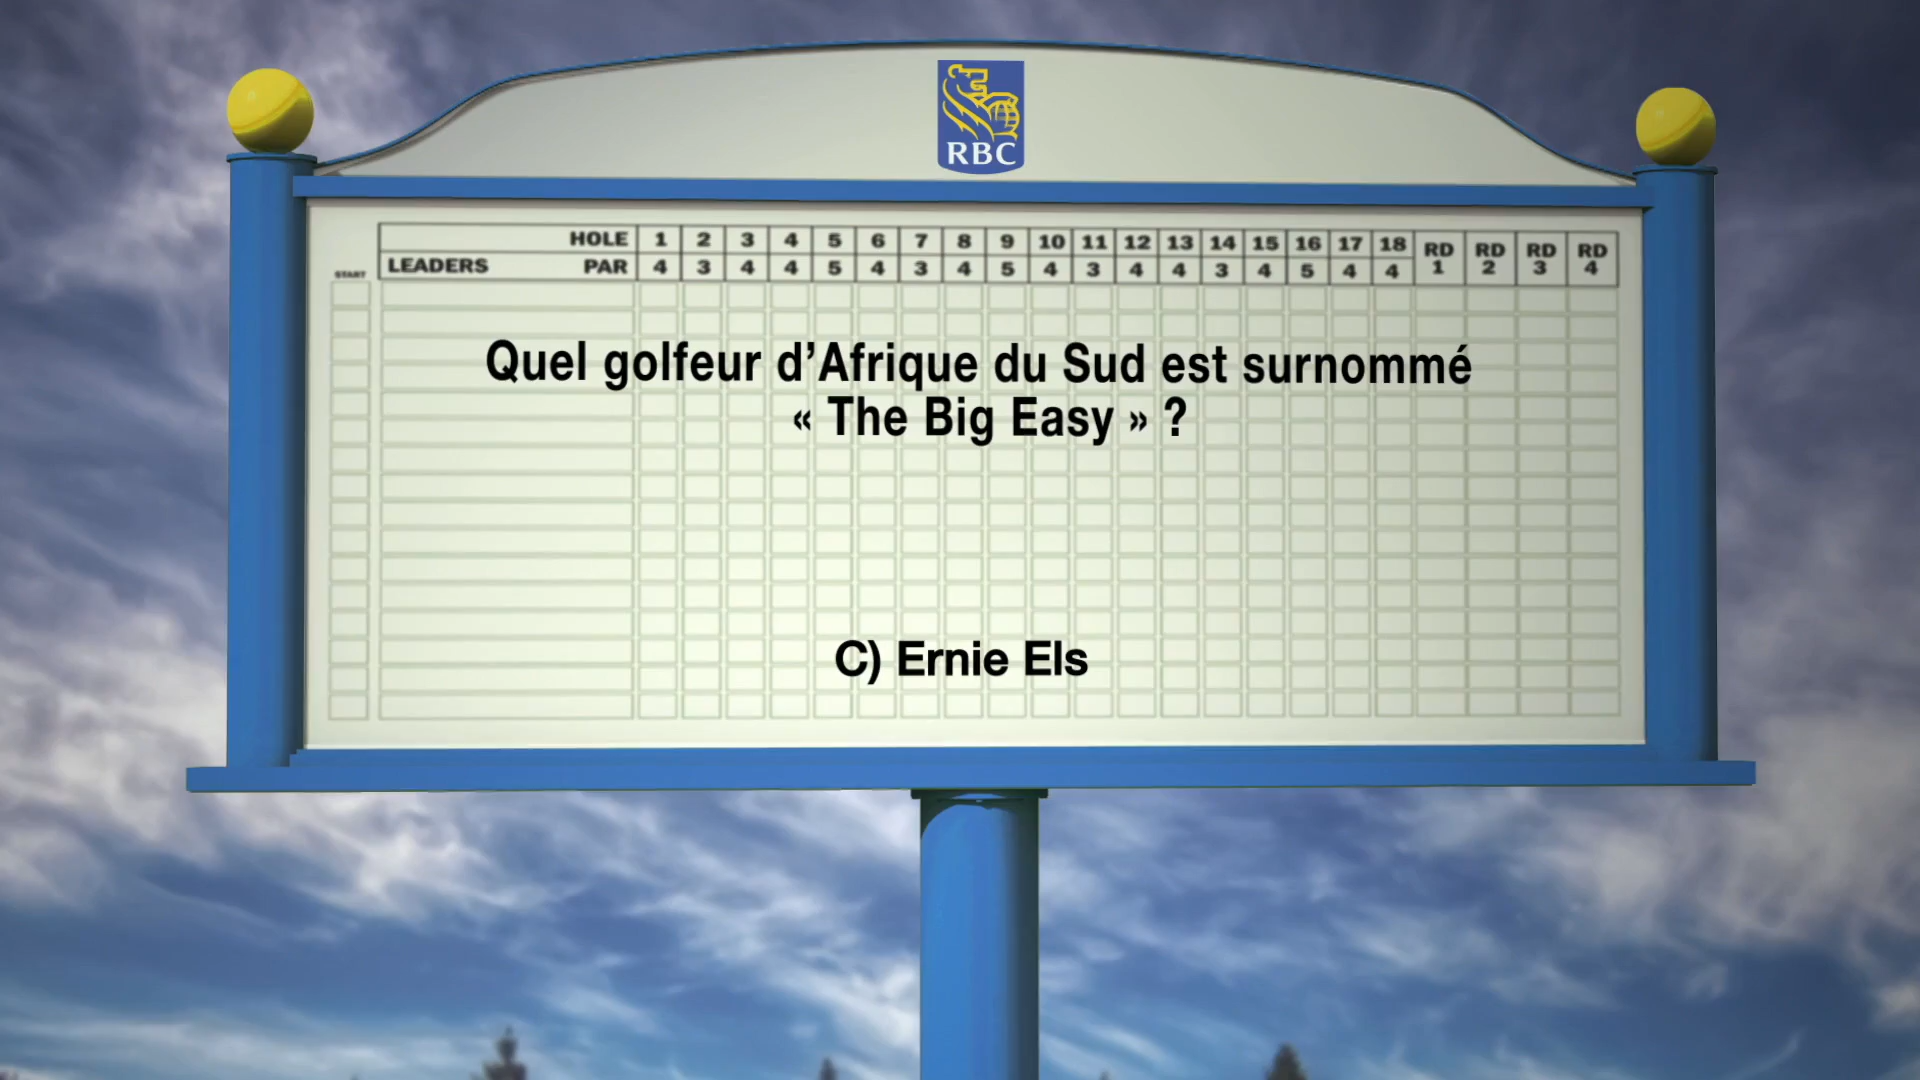 RBC
HOLE 1 2 3 4 5 6 7 8 9 10 11 12 13 14 15 16 17 18 RD 1 RD 2 RD 3 RD 4
START LEADERS PAR 4 3 4 4 5 4 3 4 5 4 3 4 4 3 4 5 4 4
Quel golfeur d’Afrique du Sud est surnommé
« The Big Easy » ?
C) Ernie Els